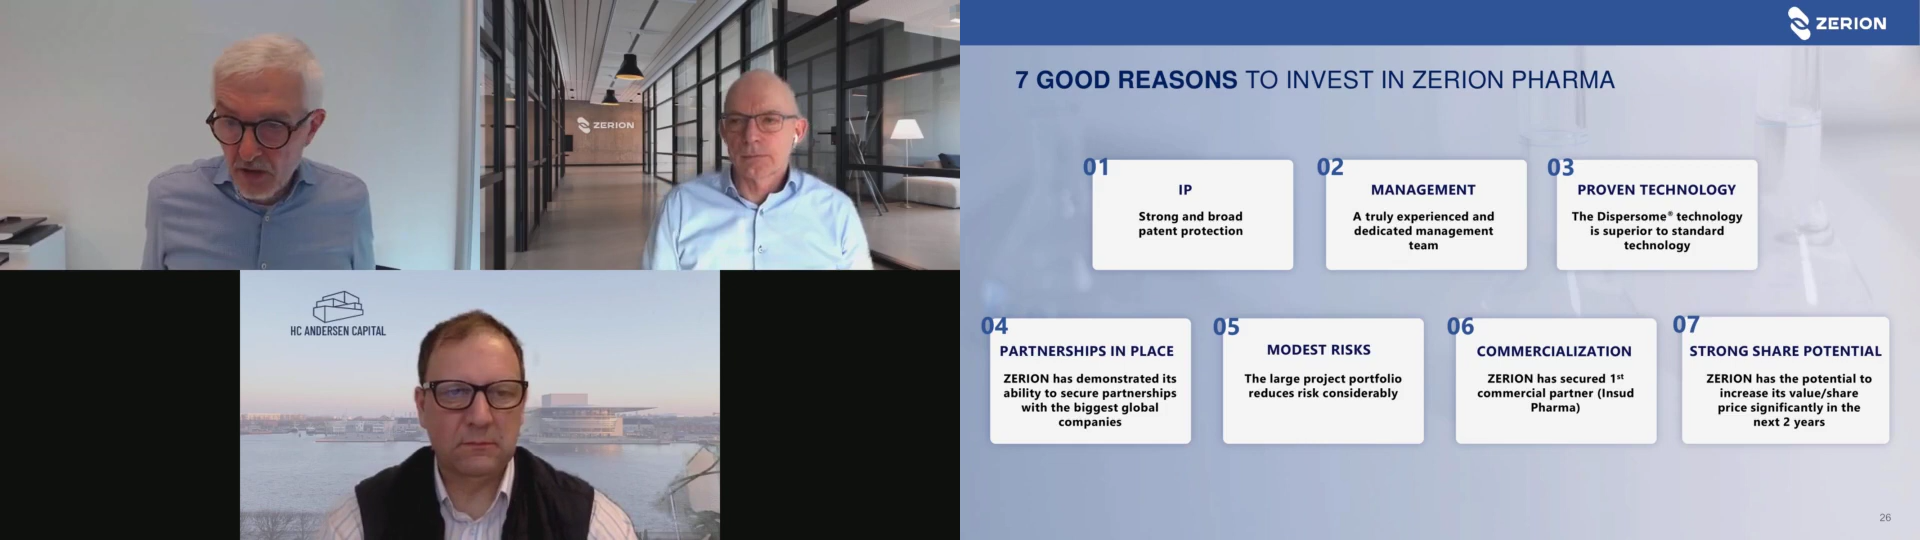 ZERION
HC ANDERSEN CAPITAL
ZERION
7 GOOD REASONS TO INVEST IN ZERION PHARMA
01
IP
Strong and broad
patent protection
02
MANAGEMENT
A truly experienced and
dedicated management
team
03
PROVEN TECHNOLOGY
The Dispersome® technology
is superior to standard
technology
04
PARTNERSHIPS IN PLACE
ZERION has demonstrated its
ability to secure partnerships
with the biggest global
companies
05
MODEST RISKS
The large project portfolio
reduces risk considerably
06
COMMERCIALIZATION
ZERION has secured 1st
commercial partner (Insud
Pharma)
07
STRONG SHARE POTENTIAL
ZERION has the potential to
increase its value/share
price significantly in the
next 2 years
26